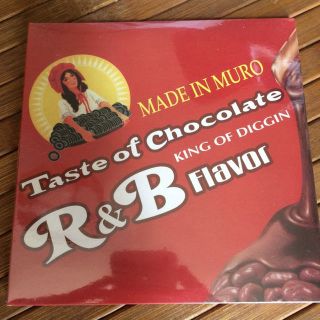 MADE IN MURO
Taste of Chocolate
KING OF DIGGIN
R&B Flavor